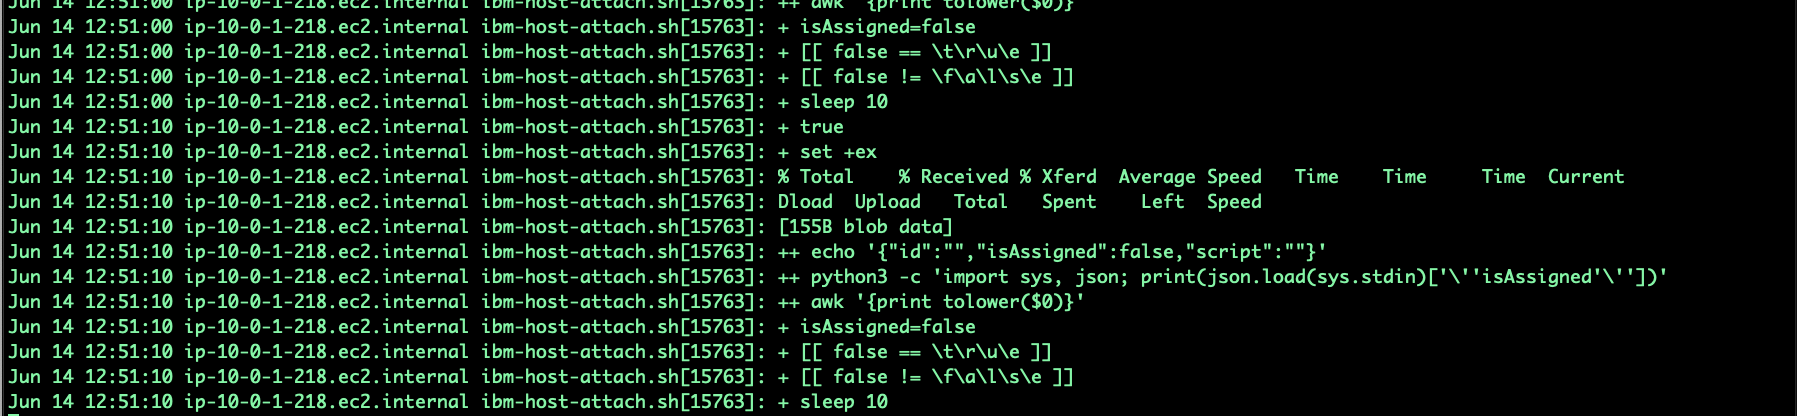 Jun 14 12:51:00 ip-10-0-1-218.ec2.internal ibm-host-attach.sh[15763]: ++ awk '{print tolower($0)}'
Jun 14 12:51:00 ip-10-0-1-218.ec2.internal ibm-host-attach.sh[15763]: + isAssigned=false
Jun 14 12:51:00 ip-10-0-1-218.ec2.internal ibm-host-attach.sh[15763]: + [[ false == \t\r\u\e ]]
Jun 14 12:51:00 ip-10-0-1-218.ec2.internal ibm-host-attach.sh[15763]: + [[ false != \f\a\l\s\e ]]
Jun 14 12:51:00 ip-10-0-1-218.ec2.internal ibm-host-attach.sh[15763]: + sleep 10
Jun 14 12:51:10 ip-10-0-1-218.ec2.internal ibm-host-attach.sh[15763]: + true
Jun 14 12:51:10 ip-10-0-1-218.ec2.internal ibm-host-attach.sh[15763]: + set +ex
Jun 14 12:51:10 ip-10-0-1-218.ec2.internal ibm-host-attach.sh[15763]: % Total    % Received % Xferd  Average Speed   Time    Time     Time  Current
Jun 14 12:51:10 ip-10-0-1-218.ec2.internal ibm-host-attach.sh[15763]: Dload  Upload   Total   Spent    Left  Speed
Jun 14 12:51:10 ip-10-0-1-218.ec2.internal ibm-host-attach.sh[15763]: [155B blob data]
Jun 14 12:51:10 ip-10-0-1-218.ec2.internal ibm-host-attach.sh[15763]: ++ echo '{"id":"","isAssigned":false,"script":""}'
Jun 14 12:51:10 ip-10-0-1-218.ec2.internal ibm-host-attach.sh[15763]: ++ python3 -c 'import sys, json; print(json.load(sys.stdin)['\''isAssigned'\''])'
Jun 14 12:51:10 ip-10-0-1-218.ec2.internal ibm-host-attach.sh[15763]: ++ awk '{print tolower($0)}'
Jun 14 12:51:10 ip-10-0-1-218.ec2.internal ibm-host-attach.sh[15763]: + isAssigned=false
Jun 14 12:51:10 ip-10-0-1-218.ec2.internal ibm-host-attach.sh[15763]: + [[ false == \t\r\u\e ]]
Jun 14 12:51:10 ip-10-0-1-218.ec2.internal ibm-host-attach.sh[15763]: + [[ false != \f\a\l\s\e ]]
Jun 14 12:51:10 ip-10-0-1-218.ec2.internal ibm-host-attach.sh[15763]: + sleep 10